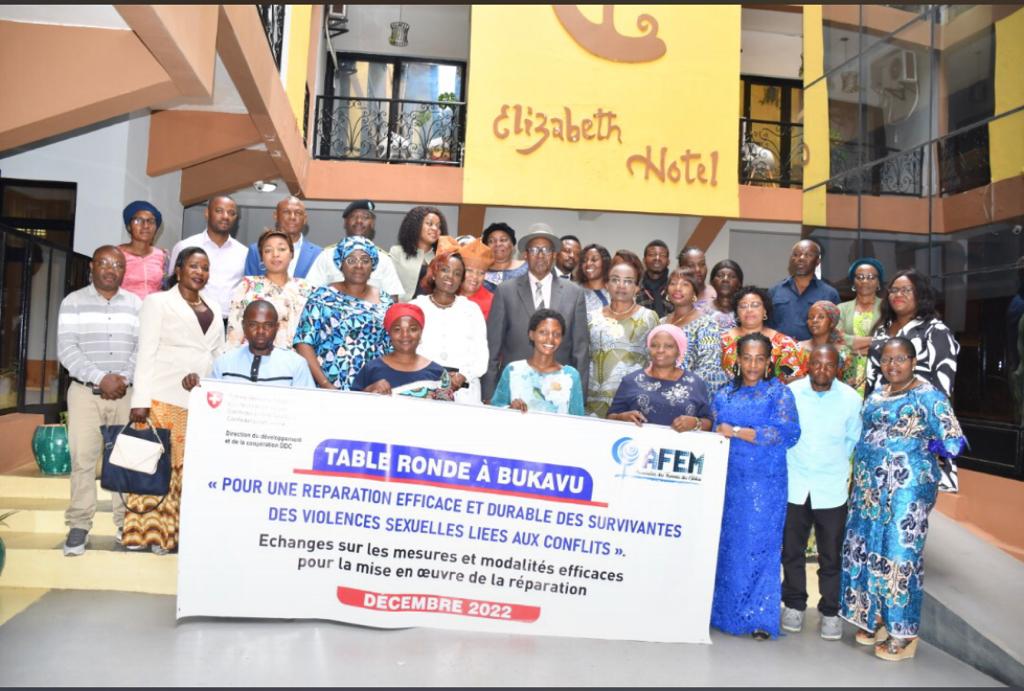 Elizabeth
Hotel
Direction du développement
et de la coopération DDC
AFEM
TABLE RONDE À BUKAVU
« POUR UNE REPARATION EFFICACE ET DURABLE DES SURVIVANTES
DES VIOLENCES SEXUELLES LIEES AUX CONFLITS ».
Echanges sur les mesures et modalités efficaces
pour la mise en œuvre de la réparation
DECEMBRE 2022